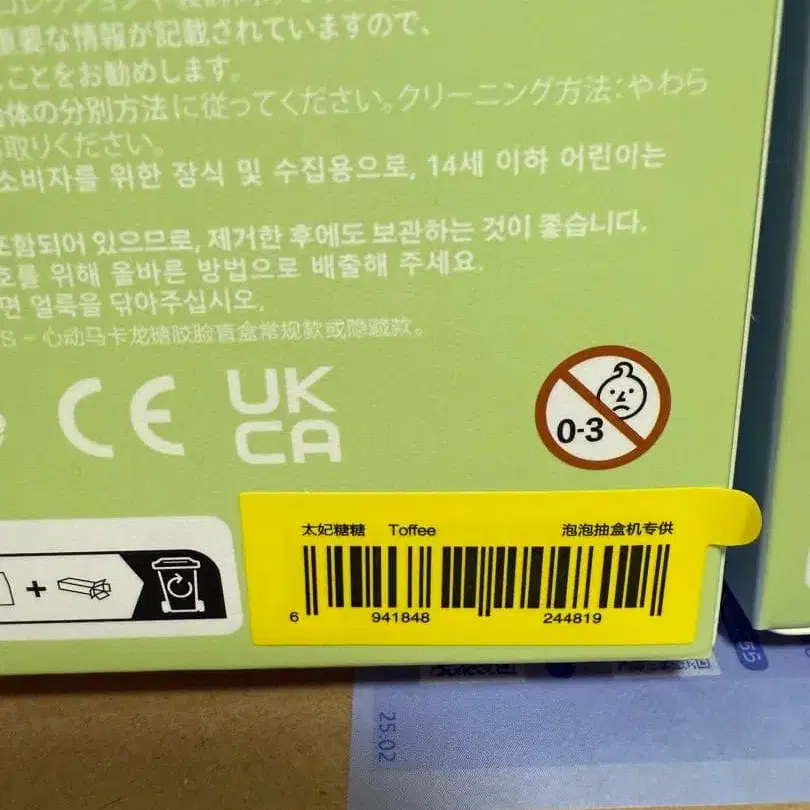 重要な情報が記載されていますので、
ことをお勧めします。
体の分別方法に従ってください。クリーニング方法：やわら
取りください。
소비자를 위한 장식 및 수집용으로, 14세 이하 어린이는
포함되어 있으므로, 제거한 후에도 보관하는 것이 좋습니다.
호를 위해 올바른 방법으로 배출해 주세요.
면 얼룩을 닦아주십시오.
S - 心动马卡龙搪胶脸盲盒常规款或隐藏款。
CE
UK
CA
0-3
太妃糖糖 Toffee 泡泡抽盒机专供
6 941848 244819
+
55
25.02